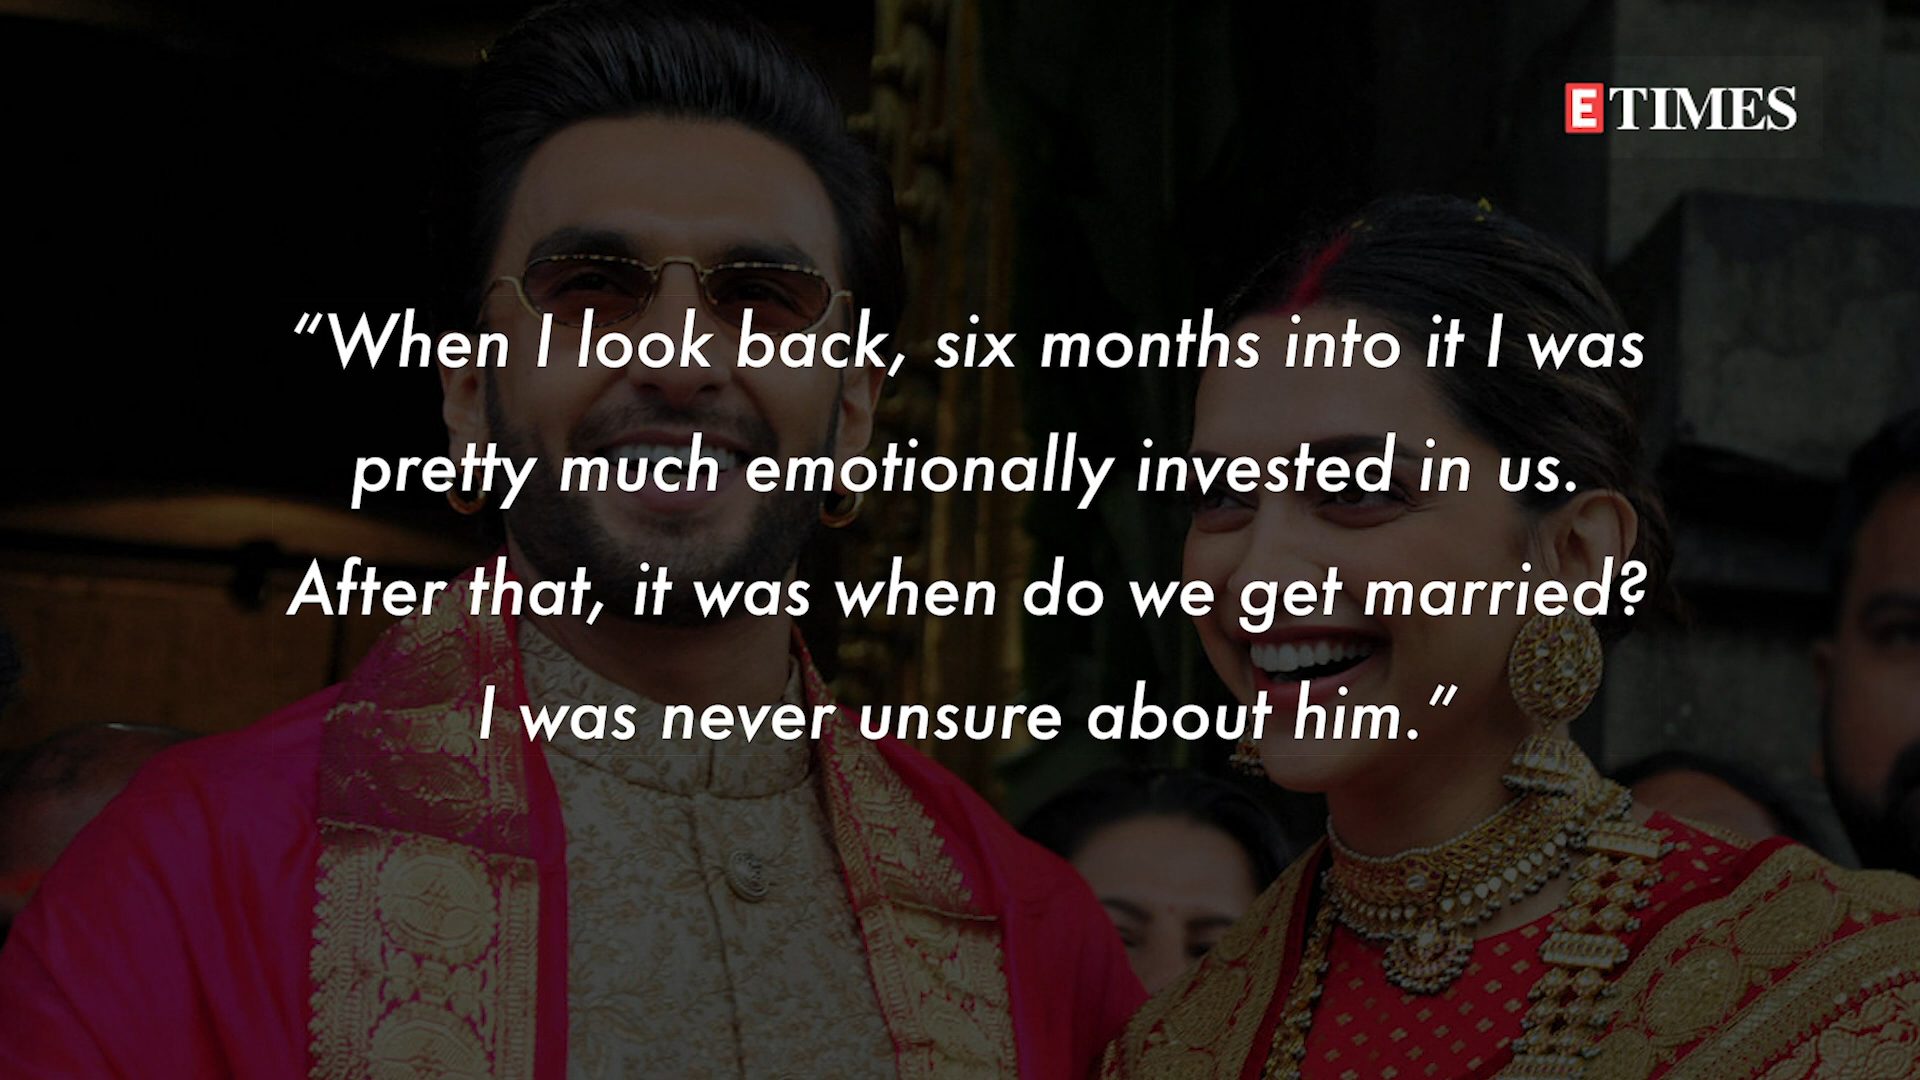 E TIMES
“When I look back, six months into it I was
pretty much emotionally invested in us.
After that, it was when do we get married?
I was never unsure about him.”